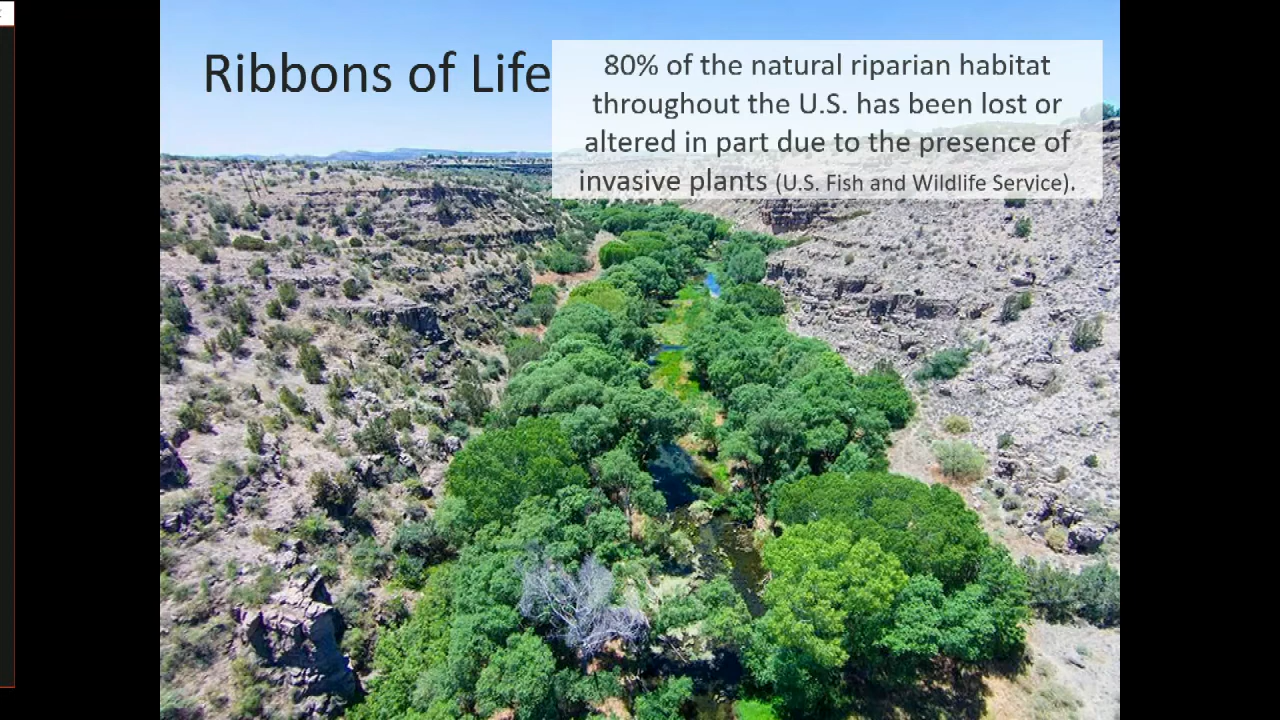 Ribbons of Life
80% of the natural riparian habitat
throughout the U.S. has been lost or
altered in part due to the presence of
invasive plants (U.S. Fish and Wildlife Service).